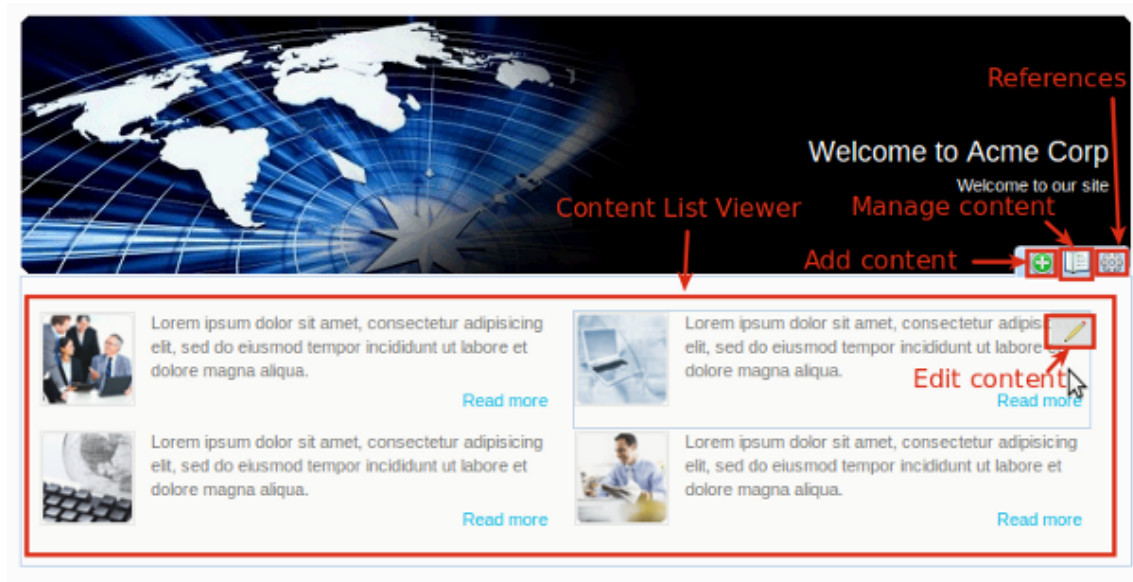 References
Welcome to Acme Corp
Welcome to our site
Content List Viewer
Manage content
Add content
Lorem ipsum dolor sit amet, consectetur adipisicing
elit, sed do eiusmod tempor incididunt ut labore et
dolore magna aliqua.
Read more
Lorem ipsum dolor sit amet, consectetur
elit, sed do eiusmod tempor incididunt ut labore
dolore magna aliqua.
Edit content
Read more
Lorem ipsum dolor sit amet, consectetur adipisicing
elit, sed do eiusmod tempor incididunt ut labore et
dolore magna aliqua.
Read more
Lorem ipsum dolor sit amet, consectetur adipisicing
elit, sed do eiusmod tempor incididunt ut labore et
dolore magna aliqua.
Read more